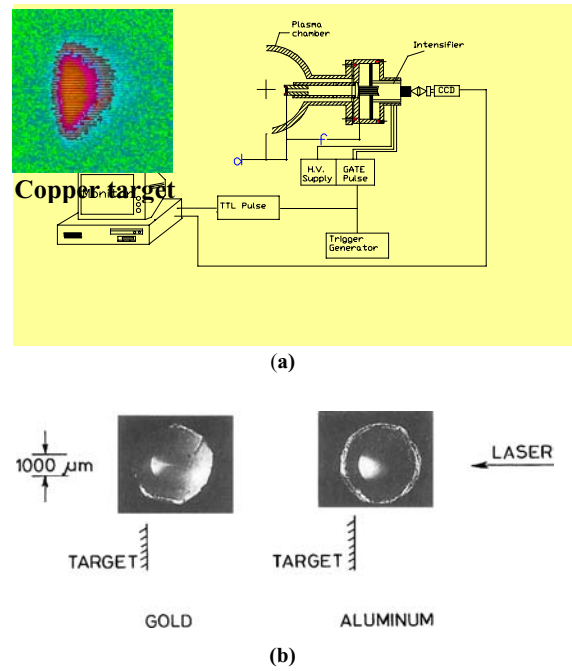 Plasma
chamber
Intensifier
CCD
f
d
H.V.
Supply
GATE
Pulse
Copper target
Monitor
TTL Pulse
Trigger
Generator
(a)
1000 µm
LASER
TARGET
TARGET
GOLD
ALUMINUM
(b)